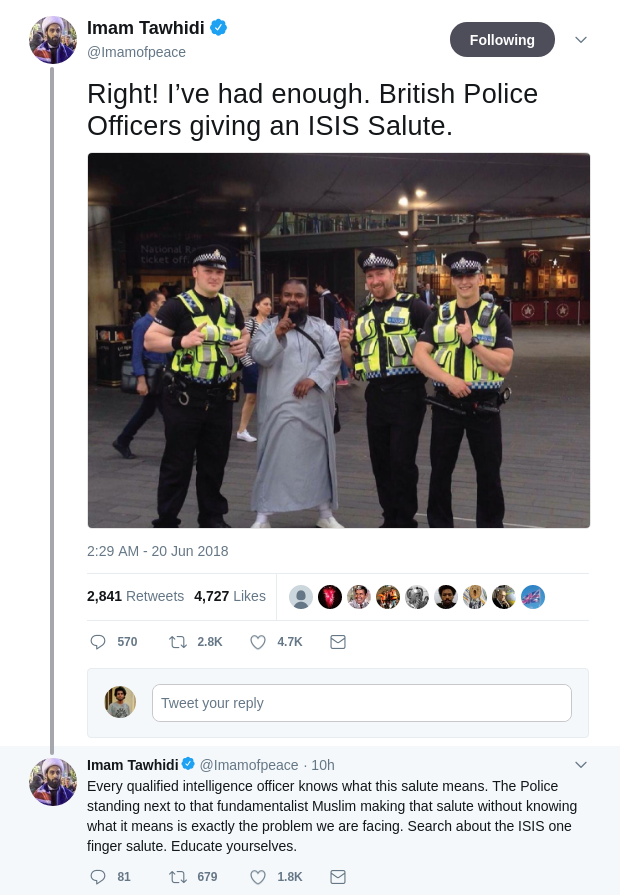 Imam Tawhidi
@Imamofpeace
Following
Right! I've had enough. British Police
Officers giving an ISIS Salute.
National Ra
ticket offi
2:29 AM - 20 Jun 2018
2,841 Retweets 4,727 Likes
570 2.8K 4.7K
Tweet your reply
Imam Tawhidi @Imamofpeace · 10h
Every qualified intelligence officer knows what this salute means. The Police
standing next to that fundamentalist Muslim making that salute without knowing
what it means is exactly the problem we are facing. Search about the ISIS one
finger salute. Educate yourselves.
81 679 1.8K